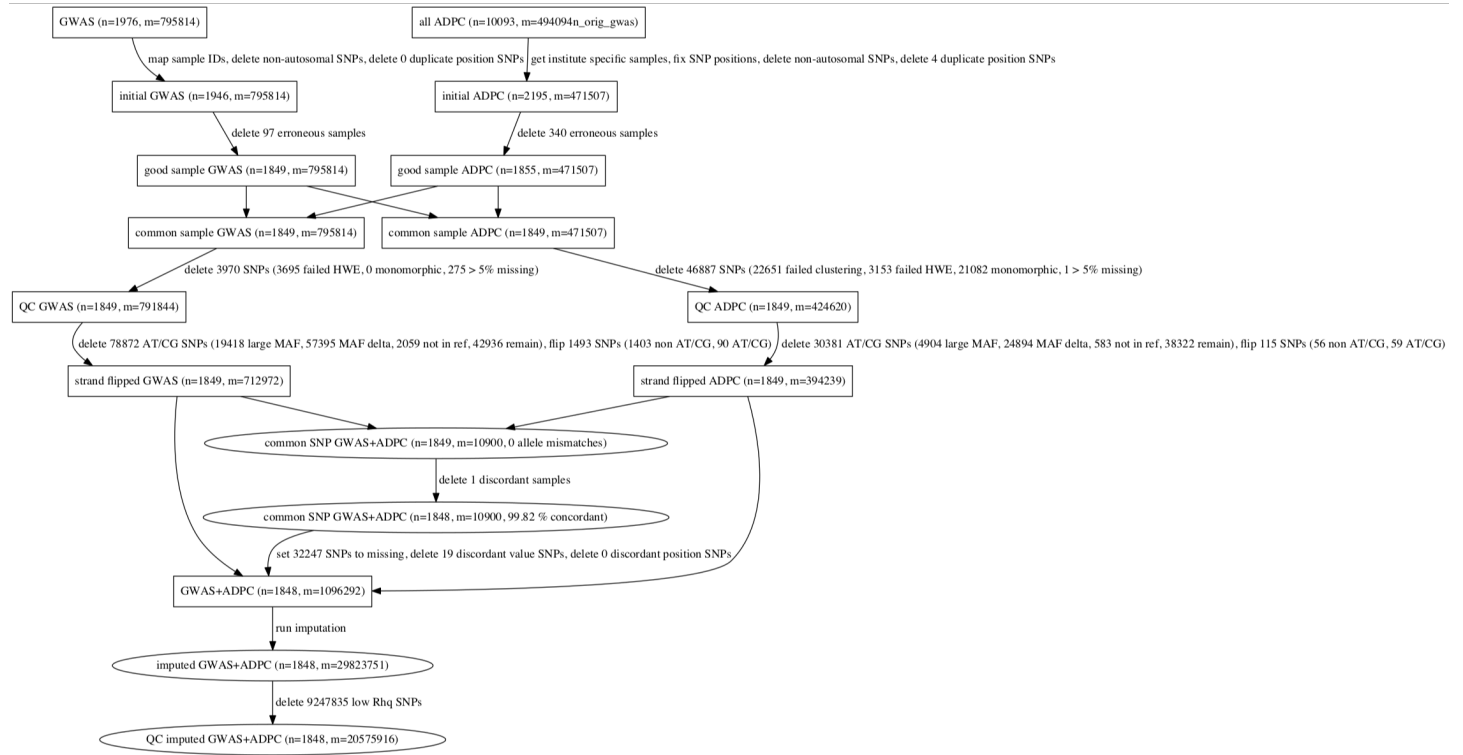 GWAS (n=1976, m=795814)
all ADPC (n=10093, m=494094n_orig_gwas)
map sample IDs, delete non-autosomal SNPs, delete 0 duplicate position SNPs
get institute specific samples, fix SNP positions, delete non-autosomal SNPs, delete 4 duplicate position SNPs
initial GWAS (n=1946, m=795814)
initial ADPC (n=2195, m=471507)
delete 97 erroneous samples
delete 340 erroneous samples
good sample GWAS (n=1849, m=795814)
good sample ADPC (n=1855, m=471507)
common sample GWAS (n=1849, m=795814)
common sample ADPC (n=1849, m=471507)
delete 3970 SNPs (3695 failed HWE, 0 monomorphic, 275 > 5% missing)
delete 46887 SNPs (22651 failed clustering, 3153 failed HWE, 21082 monomorphic, 1 > 5% missing)
QC GWAS (n=1849, m=791844)
QC ADPC (n=1849, m=424620)
delete 78872 AT/CG SNPs (19418 large MAF, 57395 MAF delta, 2059 not in ref, 42936 remain), flip 1493 SNPs (1403 non AT/CG, 90 AT/CG)
delete 30381 AT/CG SNPs (4904 large MAF, 24894 MAF delta, 583 not in ref, 38322 remain), flip 115 SNPs (56 non AT/CG, 59 AT/CG)
strand flipped GWAS (n=1849, m=712972)
strand flipped ADPC (n=1849, m=394239)
common SNP GWAS+ADPC (n=1849, m=10900, 0 allele mismatches)
delete 1 discordant samples
common SNP GWAS+ADPC (n=1848, m=10900, 99.82 % concordant)
set 32247 SNPs to missing, delete 19 discordant value SNPs, delete 0 discordant position SNPs
GWAS+ADPC (n=1848, m=1096292)
run imputation
imputed GWAS+ADPC (n=1848, m=29823751)
delete 9247835 low Rhq SNPs
QC imputed GWAS+ADPC (n=1848, m=20575916)